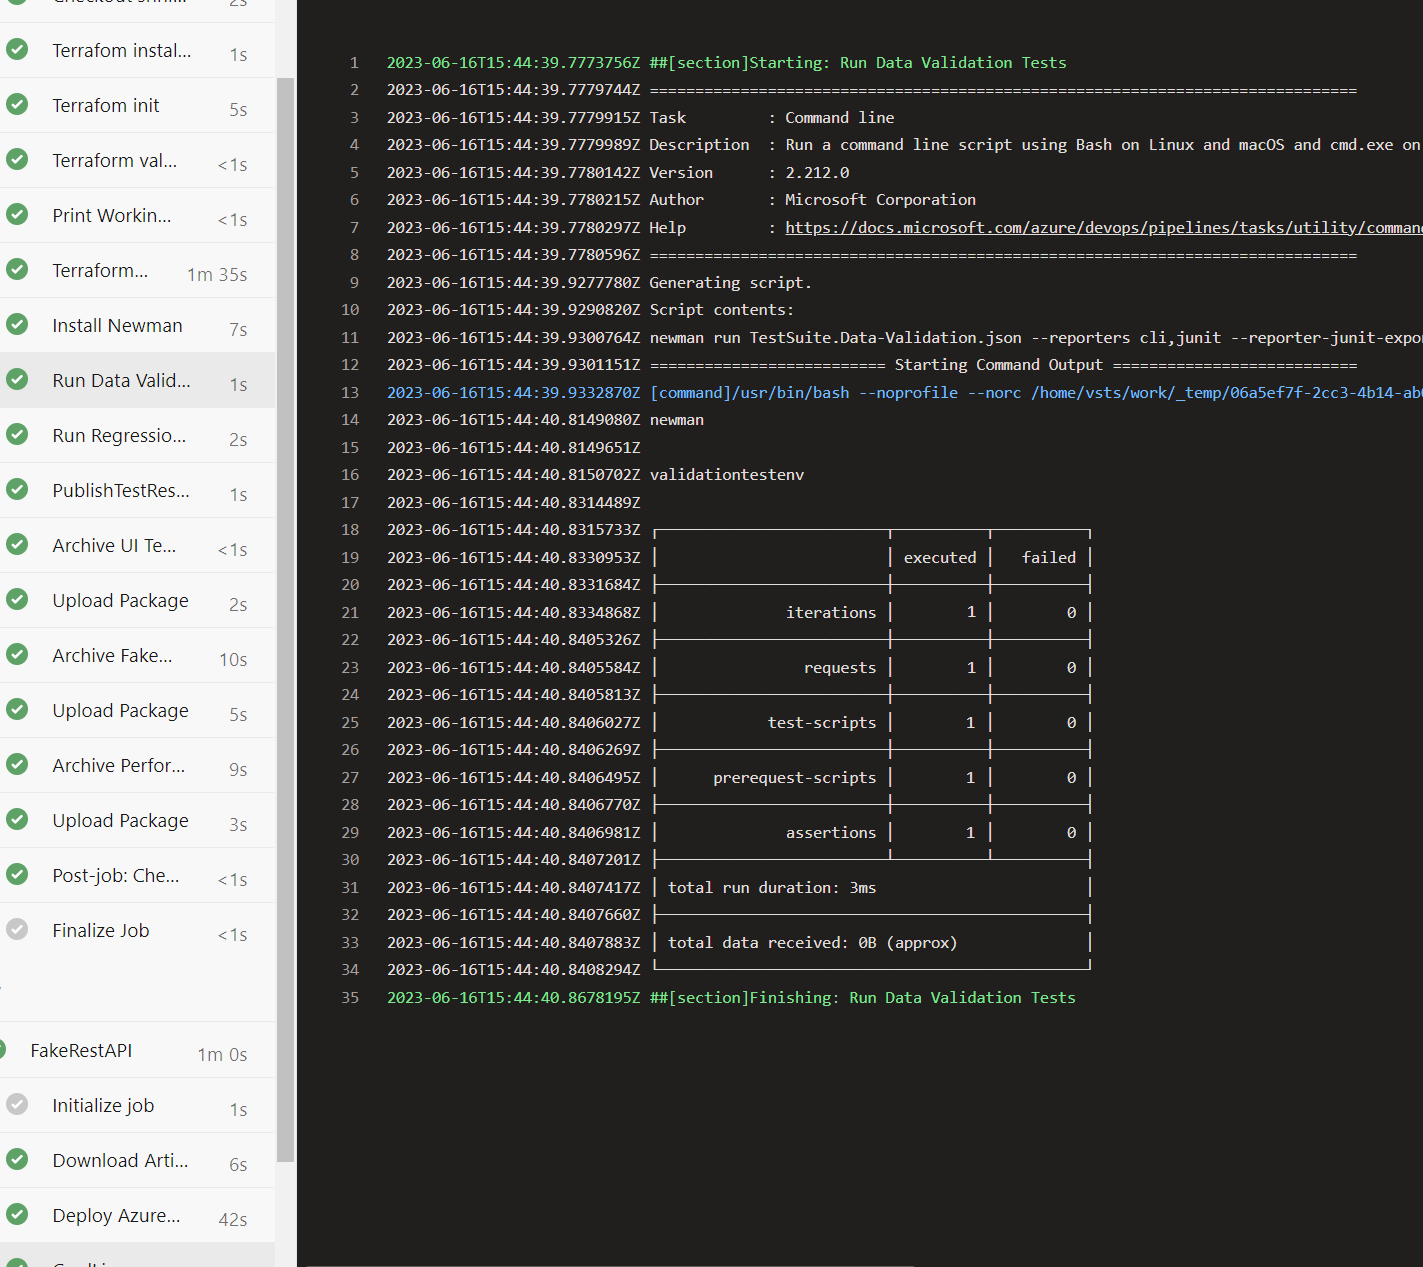 Terrafom instal... 1s
Terrafom init 5s
Terraform val... <1s
Print Workin... <1s
Terraform... 1m 35s
Install Newman 7s
Run Data Valid... 1s
Run Regressio... 2s
PublishTestRes... 1s
Archive UI Te... <1s
Upload Package 2s
Archive Fake... 10s
Upload Package 5s
Archive Perfor... 9s
Upload Package 3s
Post-job: Che... <1s
Finalize Job <1s
FakeRestAPI 1m 0s
Initialize job 1s
Download Arti... 6s
Deploy Azure... 42s
1 2023-06-16T15:44:39.7773756Z ##[section]Starting: Run Data Validation Tests
2 2023-06-16T15:44:39.7779744Z ==============================================================================
3 2023-06-16T15:44:39.7779915Z Task : Command line
4 2023-06-16T15:44:39.7779989Z Description : Run a command line script using Bash on Linux and macOS and cmd.exe on
5 2023-06-16T15:44:39.7780142Z Version : 2.212.0
6 2023-06-16T15:44:39.7780215Z Author : Microsoft Corporation
7 2023-06-16T15:44:39.7780297Z Help : https://docs.microsoft.com/azure/devops/pipelines/tasks/utility/comman
8 2023-06-16T15:44:39.7780596Z ==============================================================================
9 2023-06-16T15:44:39.9277780Z Generating script.
10 2023-06-16T15:44:39.9290820Z Script contents:
11 2023-06-16T15:44:39.9300764Z newman run TestSuite.Data-Validation.json --reporters cli,junit --reporter-junit-expo
12 2023-06-16T15:44:39.9301151Z ========================== Starting Command Output ===========================
13 2023-06-16T15:44:39.9332870Z [command]/usr/bin/bash --noprofile --norc /home/vsts/work/_temp/06a5ef7f-2cc3-4b14-ab
14 2023-06-16T15:44:40.8149080Z newman
15 2023-06-16T15:44:40.8149651Z
16 2023-06-16T15:44:40.8150702Z validationtestenv
17 2023-06-16T15:44:40.8314489Z
18 2023-06-16T15:44:40.8315733Z
19 2023-06-16T15:44:40.8330953Z executed failed
20 2023-06-16T15:44:40.8331684Z
21 2023-06-16T15:44:40.8334868Z iterations 1 0
22 2023-06-16T15:44:40.8405326Z
23 2023-06-16T15:44:40.8405584Z requests 1 0
24 2023-06-16T15:44:40.8405813Z
25 2023-06-16T15:44:40.8406027Z test-scripts 1 0
26 2023-06-16T15:44:40.8406269Z
27 2023-06-16T15:44:40.8406495Z prerequest-scripts 1 0
28 2023-06-16T15:44:40.8406770Z
29 2023-06-16T15:44:40.8406981Z assertions 1 0
30 2023-06-16T15:44:40.8407201Z
31 2023-06-16T15:44:40.8407417Z total run duration: 3ms
32 2023-06-16T15:44:40.8407660Z
33 2023-06-16T15:44:40.8407883Z total data received: 0B (approx)
34 2023-06-16T15:44:40.8408294Z
35 2023-06-16T15:44:40.8678195Z ##[section]Finishing: Run Data Validation Tests